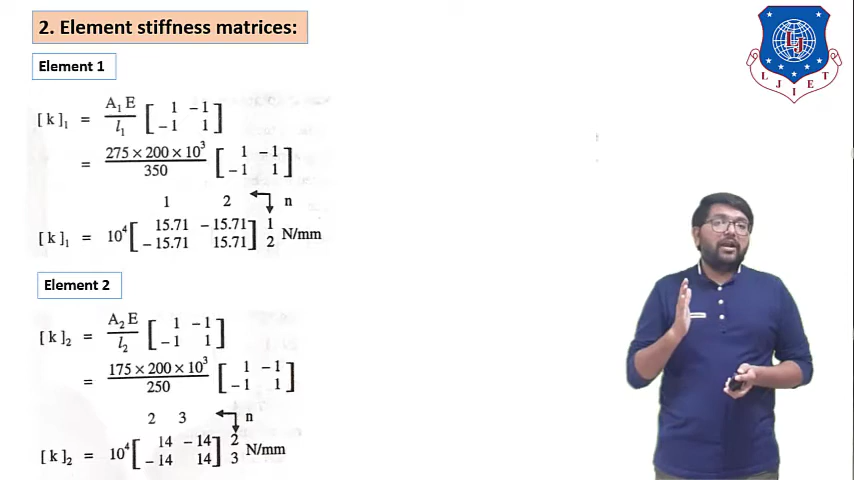 2. Element stiffness matrices:
Element 1
[ k ]₁ = A₁ E / l₁ [ 1 −1
− 1 1 ]
= 275 × 200 × 10³ / 350 [ 1 −1
− 1 1 ]
1 2 n
[ k ]₁ = 10⁴ [ 15.71 − 15.71 ] 1 N/mm
− 15.71 15.71 2
Element 2
[ k ]₂ = A₂ E / l₂ [ 1 −1
− 1 1 ]
= 175 × 200 × 10³ / 250 [ 1 −1
− 1 1 ]
2 3 n
[ k ]₂ = 10⁴ [ 14 − 14 ] 2 N/mm
− 14 14 3
LJ
L J I E T